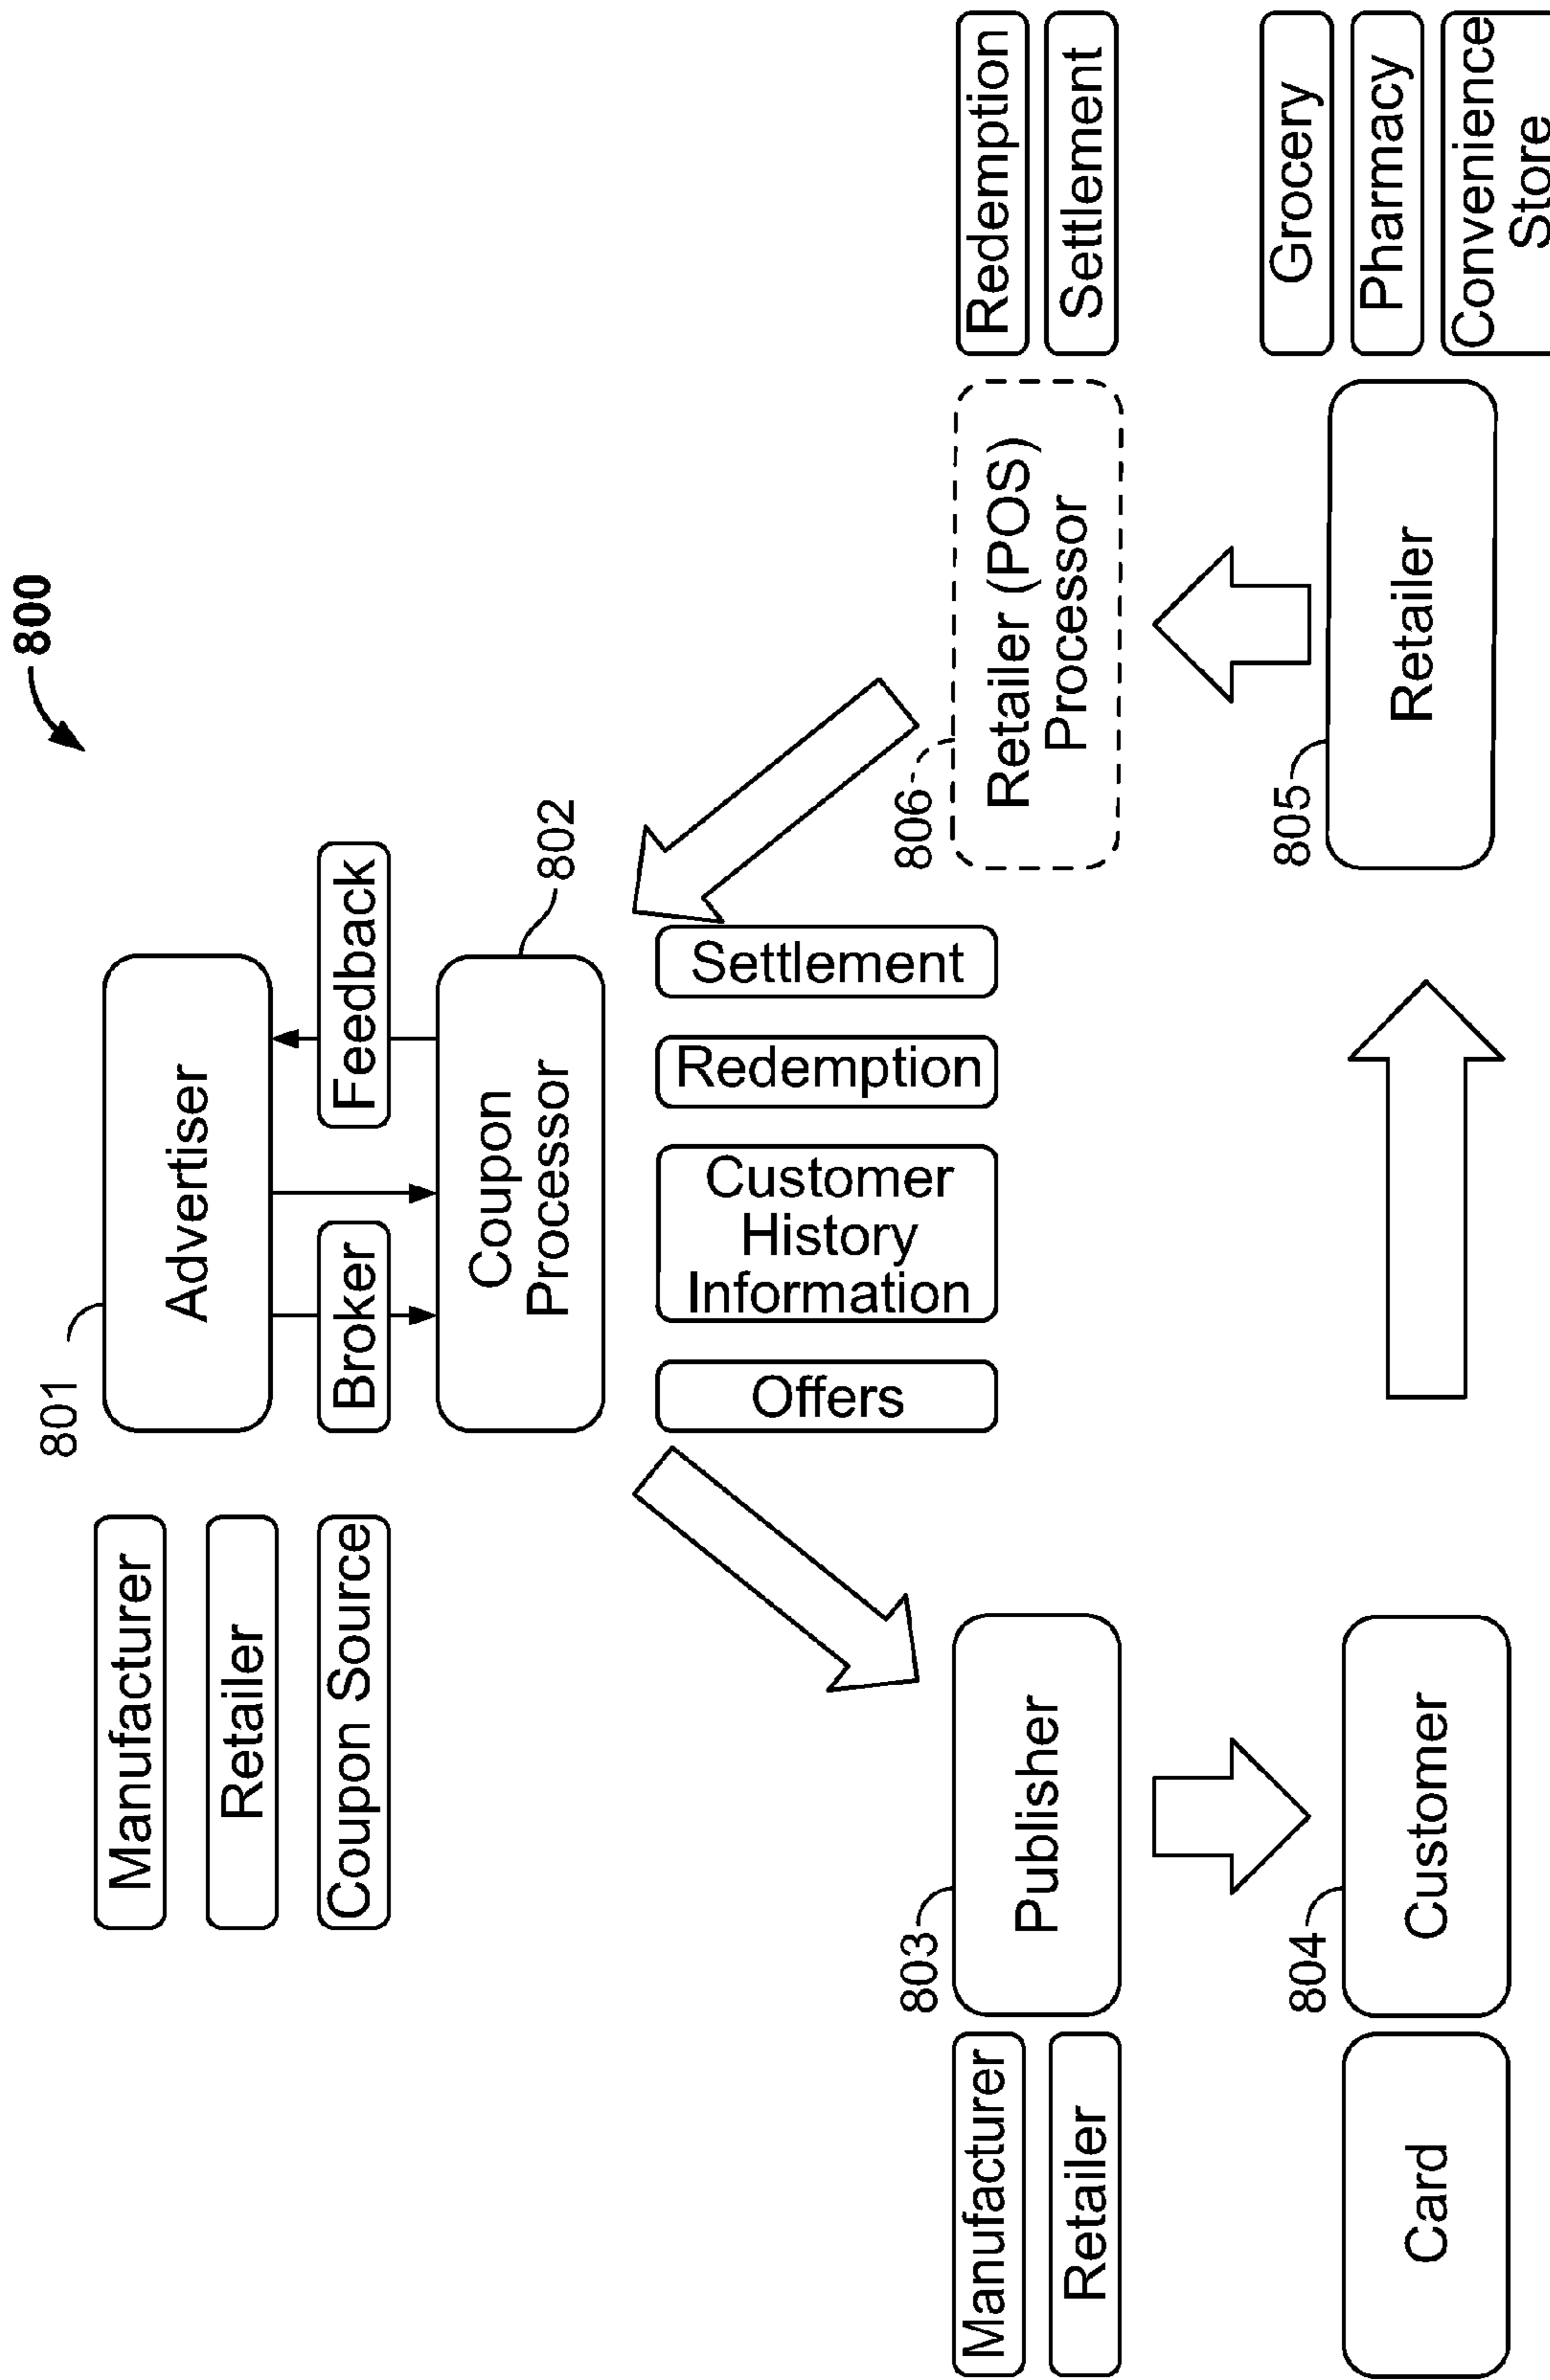 800
801
Manufacturer
Retailer
Coupon Source
Advertiser
Broker
Feedback
Coupon
Processor
802
Offers
Customer
History
Information
Redemption
Settlement
803
Manufacturer
Retailer
Publisher
806
Retailer (POS)
Processor
Redemption
Settlement
804
Card
Customer
805
Retailer
Grocery
Pharmacy
Convenience
Store